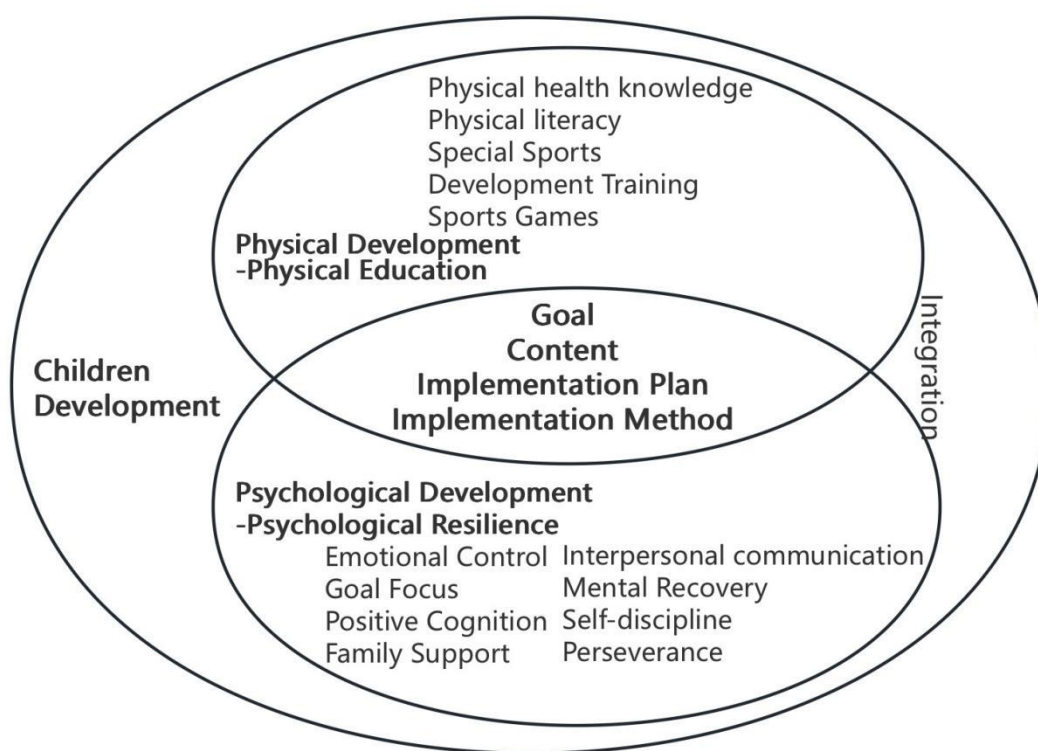 Physical health knowledge
Physical literacy
Special Sports
Development Training
Sports Games
Physical Development
-Physical Education
Goal
Content
Implementation Plan
Implementation Method
Integration
Children
Development
Psychological Development
-Psychological Resilience
Emotional Control
Goal Focus
Positive Cognition
Family Support
Interpersonal communication
Mental Recovery
Self-discipline
Perseverance